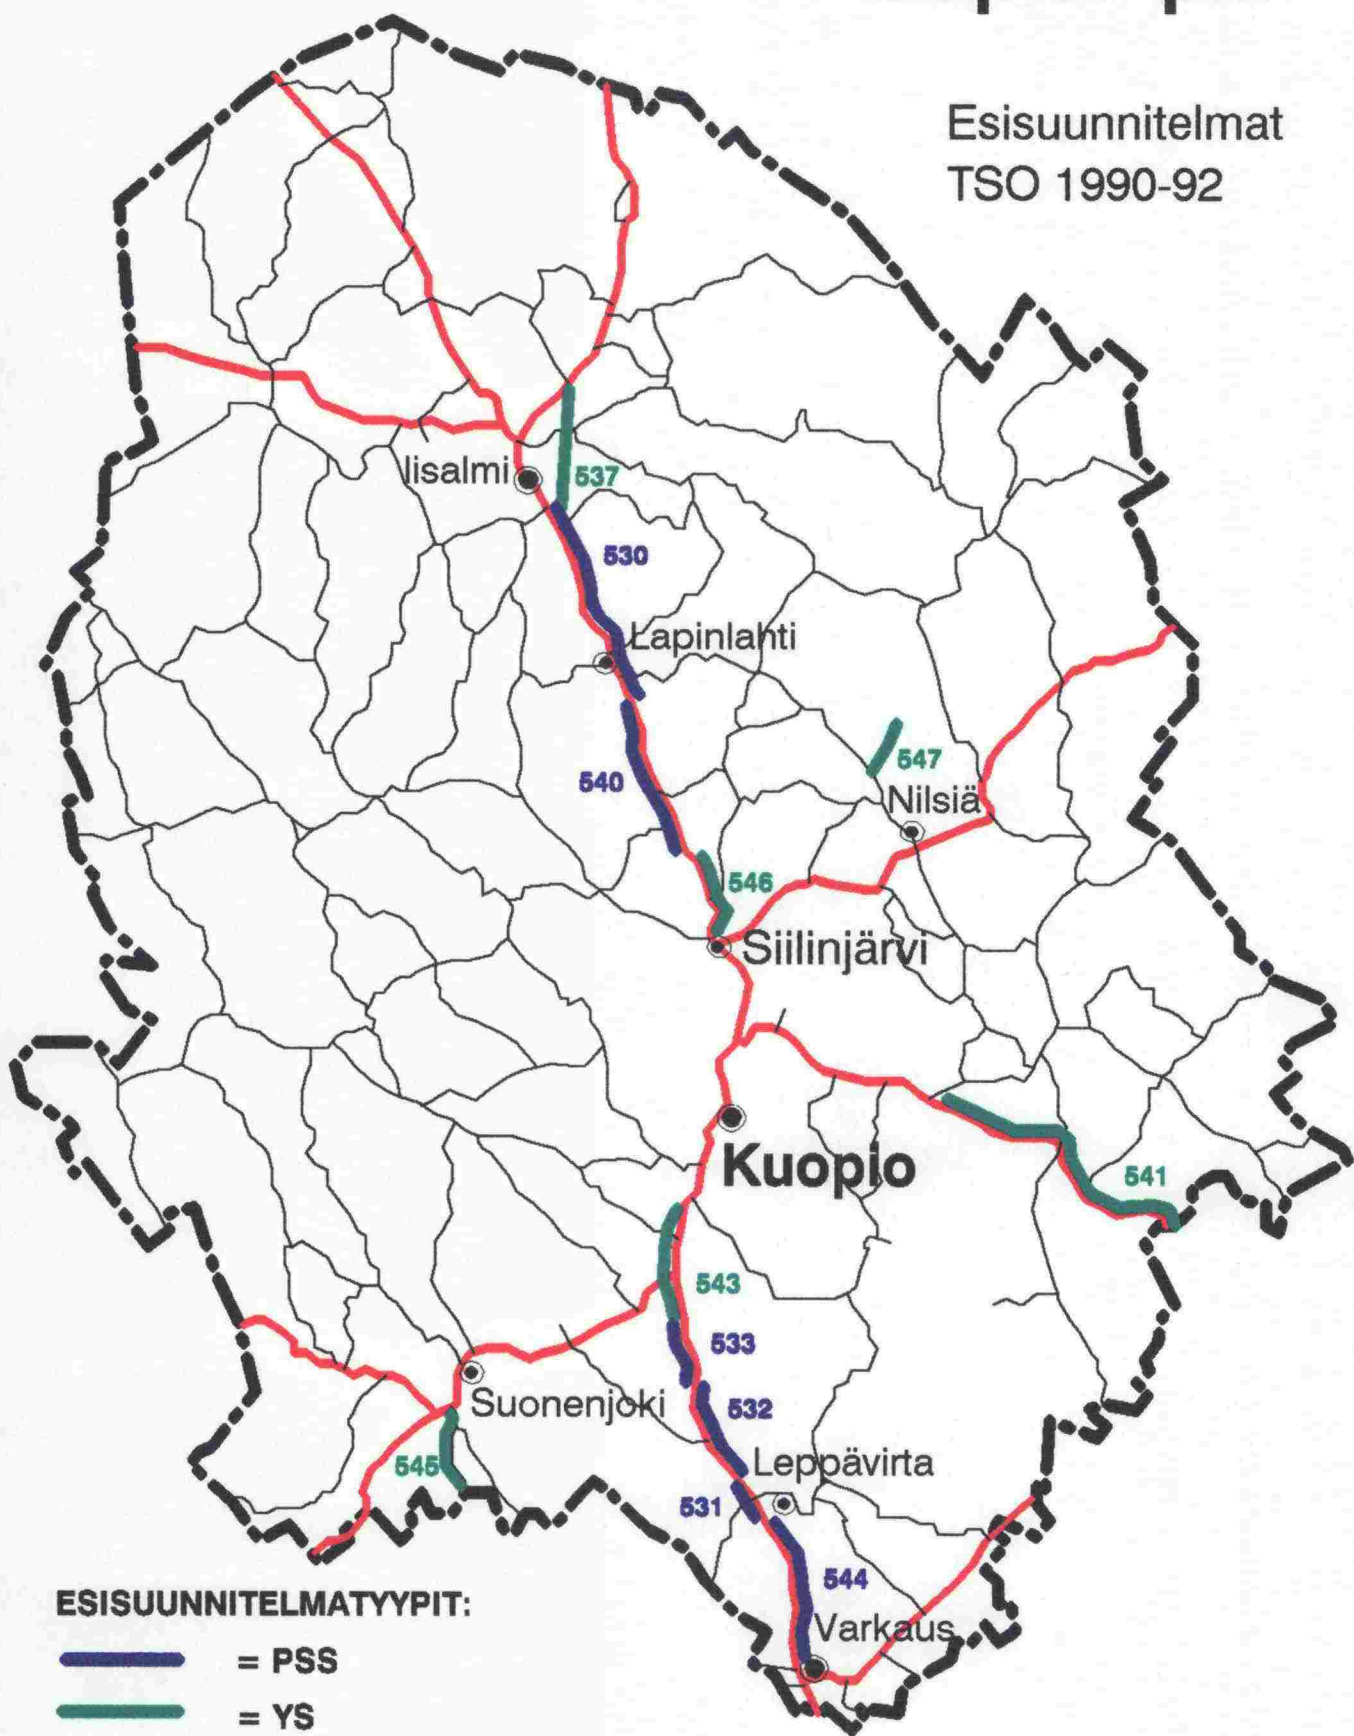 Esisuunnitelmat
TSO 1990-92
Iisalmi
537
530
Lapinlahti
547
540
Nilsiä
546
Siilinjärvi
Kuopio
541
543
533
Suonenjoki
532
545
Leppävirta
531
544
Varkaus
ESISUUNNITELMATYYPIT:
= PSS
= YS